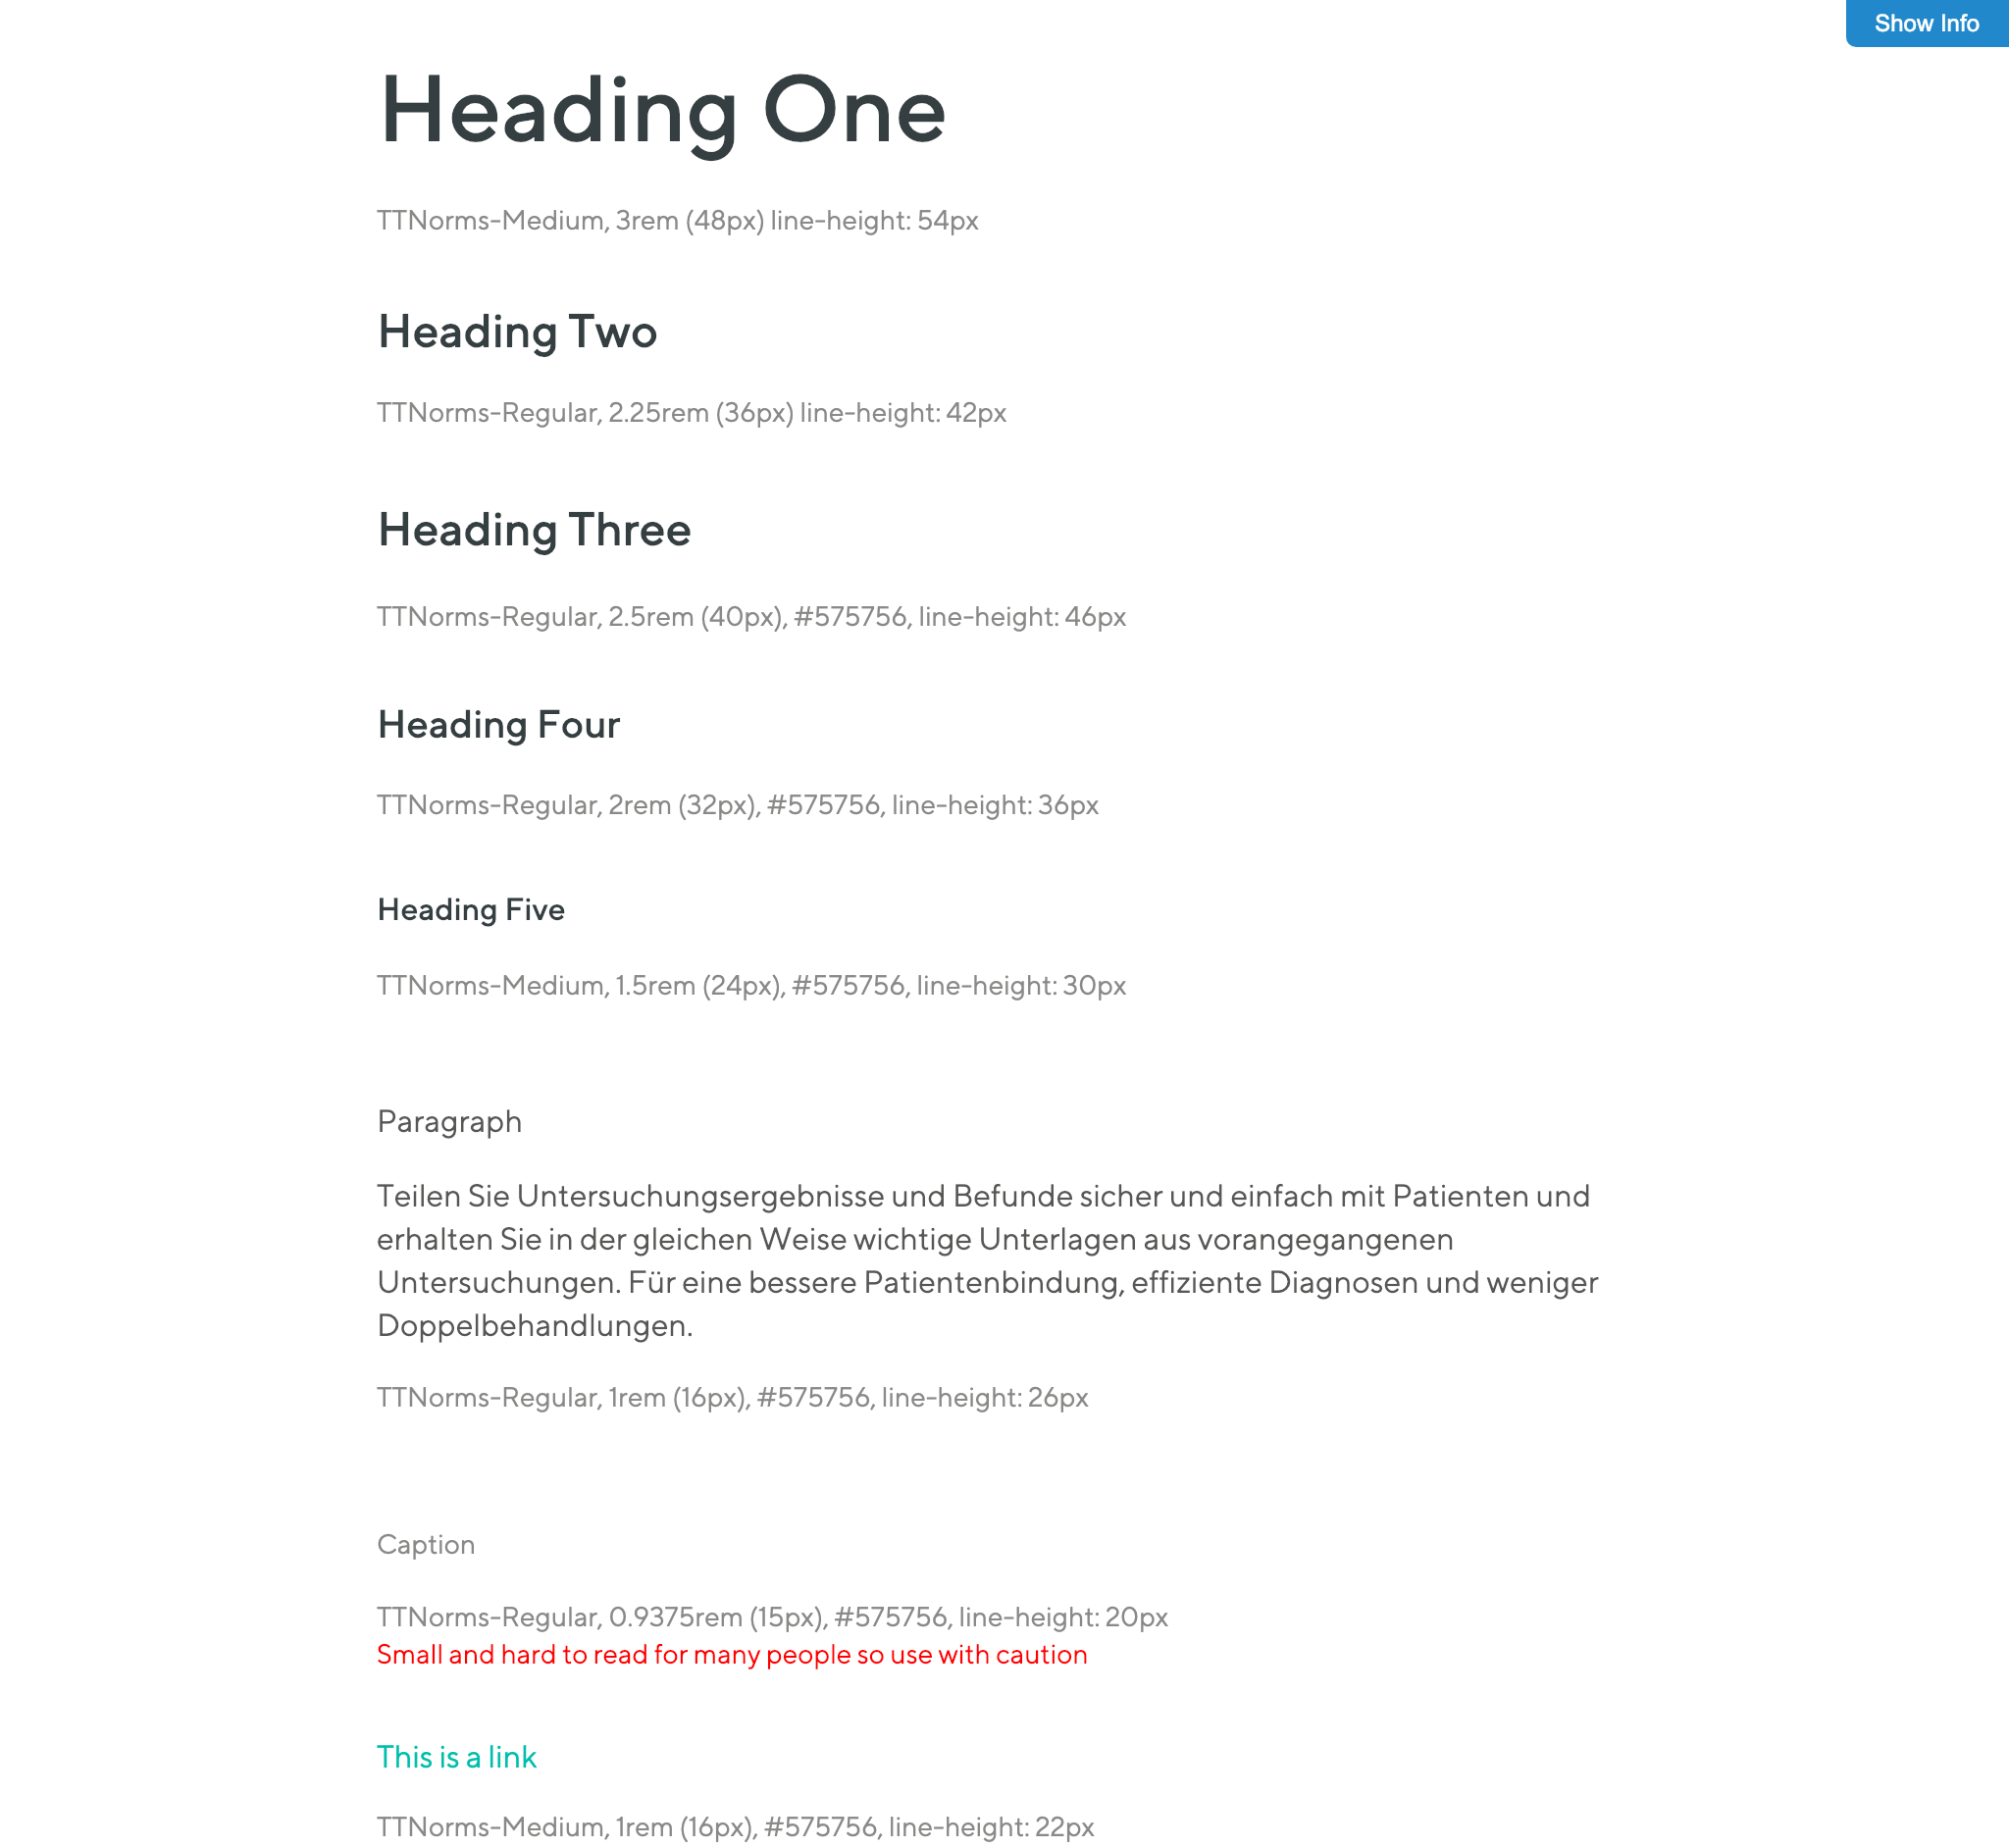 Show Info
Heading One
TTNorms-Medium, 3rem (48px) line-height: 54px
Heading Two
TTNorms-Regular, 2.25rem (36px) line-height: 42px
Heading Three
TTNorms-Regular, 2.5rem (40px), #575756, line-height: 46px
Heading Four
TTNorms-Regular, 2rem (32px), #575756, line-height: 36px
Heading Five
TTNorms-Medium, 1.5rem (24px), #575756, line-height: 30px
Paragraph
Teilen Sie Untersuchungsergebnisse und Befunde sicher und einfach mit Patienten und
erhalten Sie in der gleichen Weise wichtige Unterlagen aus vorangegangenen
Untersuchungen. Für eine bessere Patientenbindung, effiziente Diagnosen und weniger
Doppelbehandlungen.
TTNorms-Regular, 1rem (16px), #575756, line-height: 26px
Caption
TTNorms-Regular, 0.9375rem (15px), #575756, line-height: 20px
Small and hard to read for many people so use with caution
This is a link
TTNorms-Medium, 1rem (16px), #575756, line-height: 22px